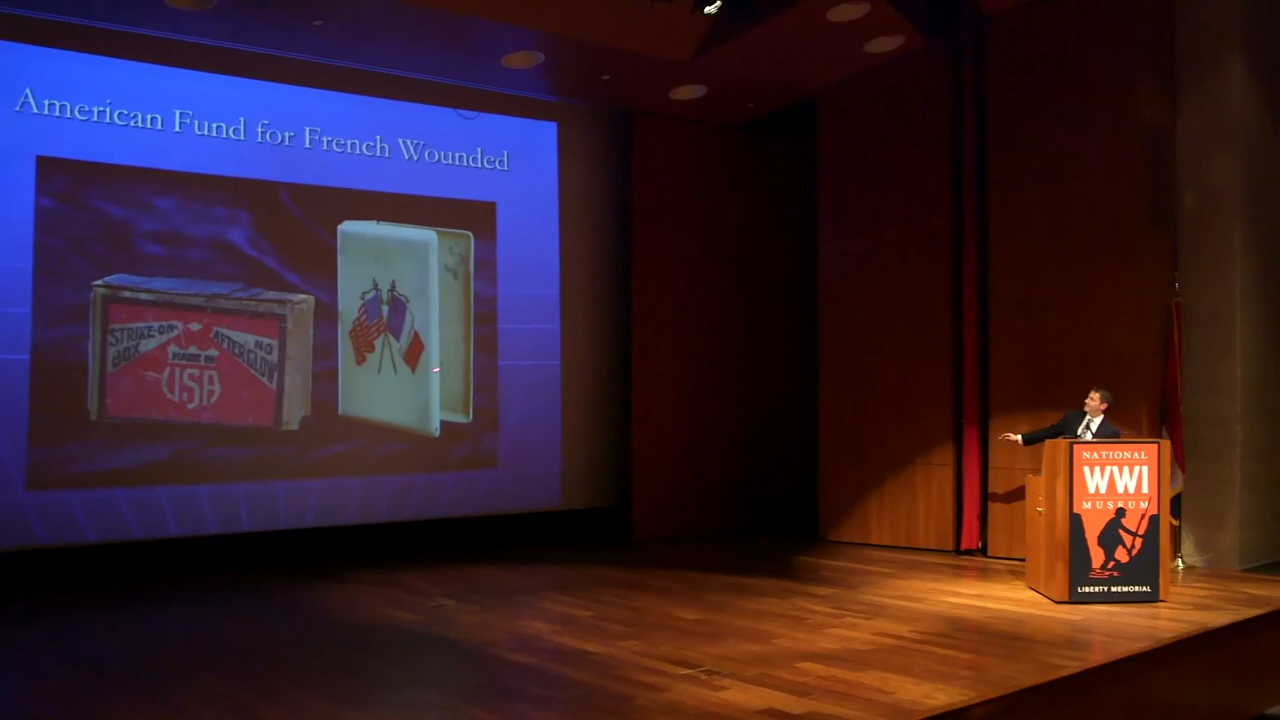 American Fund for French Wounded
STRIKE-ON-
BOX
NO
AFTERGLOW
MADE IN
USA
NATIONAL
WWI
MUSEUM
LIBERTY MEMORIAL